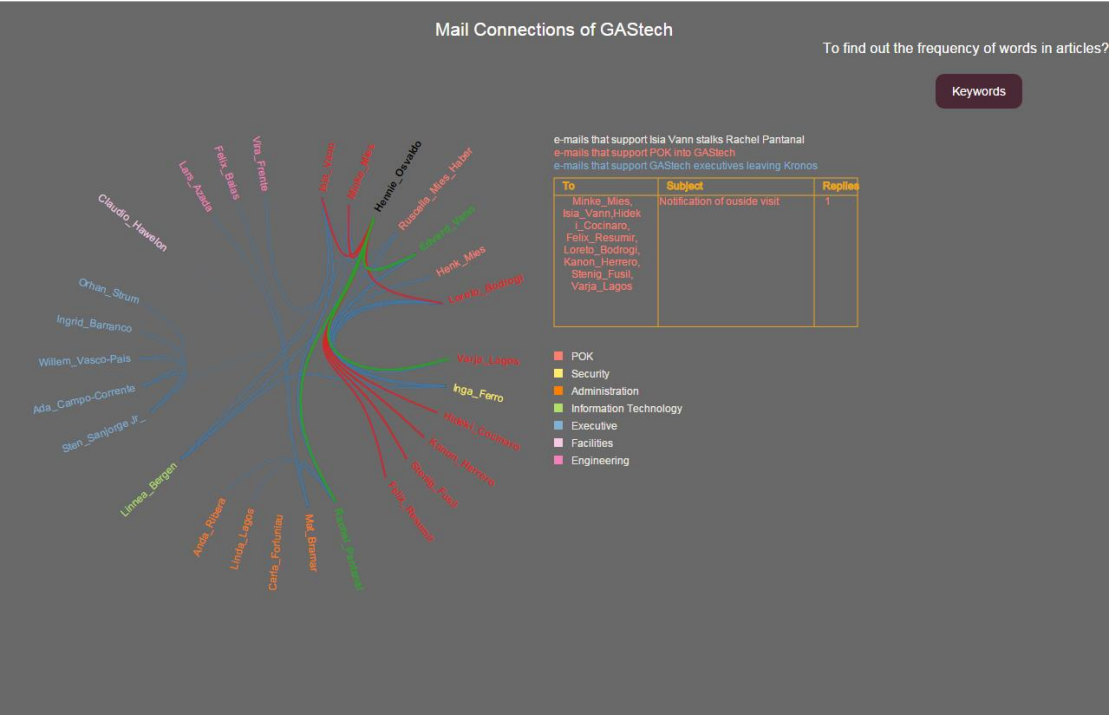 Mail Connections of GAStech
To find out the frequency of words in articles?
Keywords
e-mails that support Isia Vann stalks Rachel Pantanal
e-mails that support POK into GAStech
e-mails that support GAStech executives leaving Kronos
To Subject Replies
Minke_Mies, Notification of ouside visit 1
Isia_Vann,Hidek
i_Cocinaro,
Felix_Resumir,
Loreto_Bodrogi,
Kanon_Herrero,
Stenig_Fusil,
Varja_Lagos
POK
Security
Administration
Information Technology
Executive
Facilities
Engineering
Isia_Vann
Minke_Mies
Hennie_Osvaldo
Ruscella_Mies_Haber
Edvard_Vann
Henk_Mies
Loreto_Bodrogi
Varja_Lagos
Inga_Ferro
Hideki_Cocinaro
Kanon_Herrero
Stenig_Fusil
Felix_Resumir
Rachel_Pantanal
Mat_Bramar
Carla_Forluniau
Linda_Lagos
Anda_Ribera
Linnea_Bergen
Sten_Sanjorge Jr_
Ada_Campo-Corrente
Willem_Vasco-Pais
Ingrid_Barranco
Orhan_Strum
Claudio_Hawelon
Lars_Azada
Felix_Balas
Vira_Frente